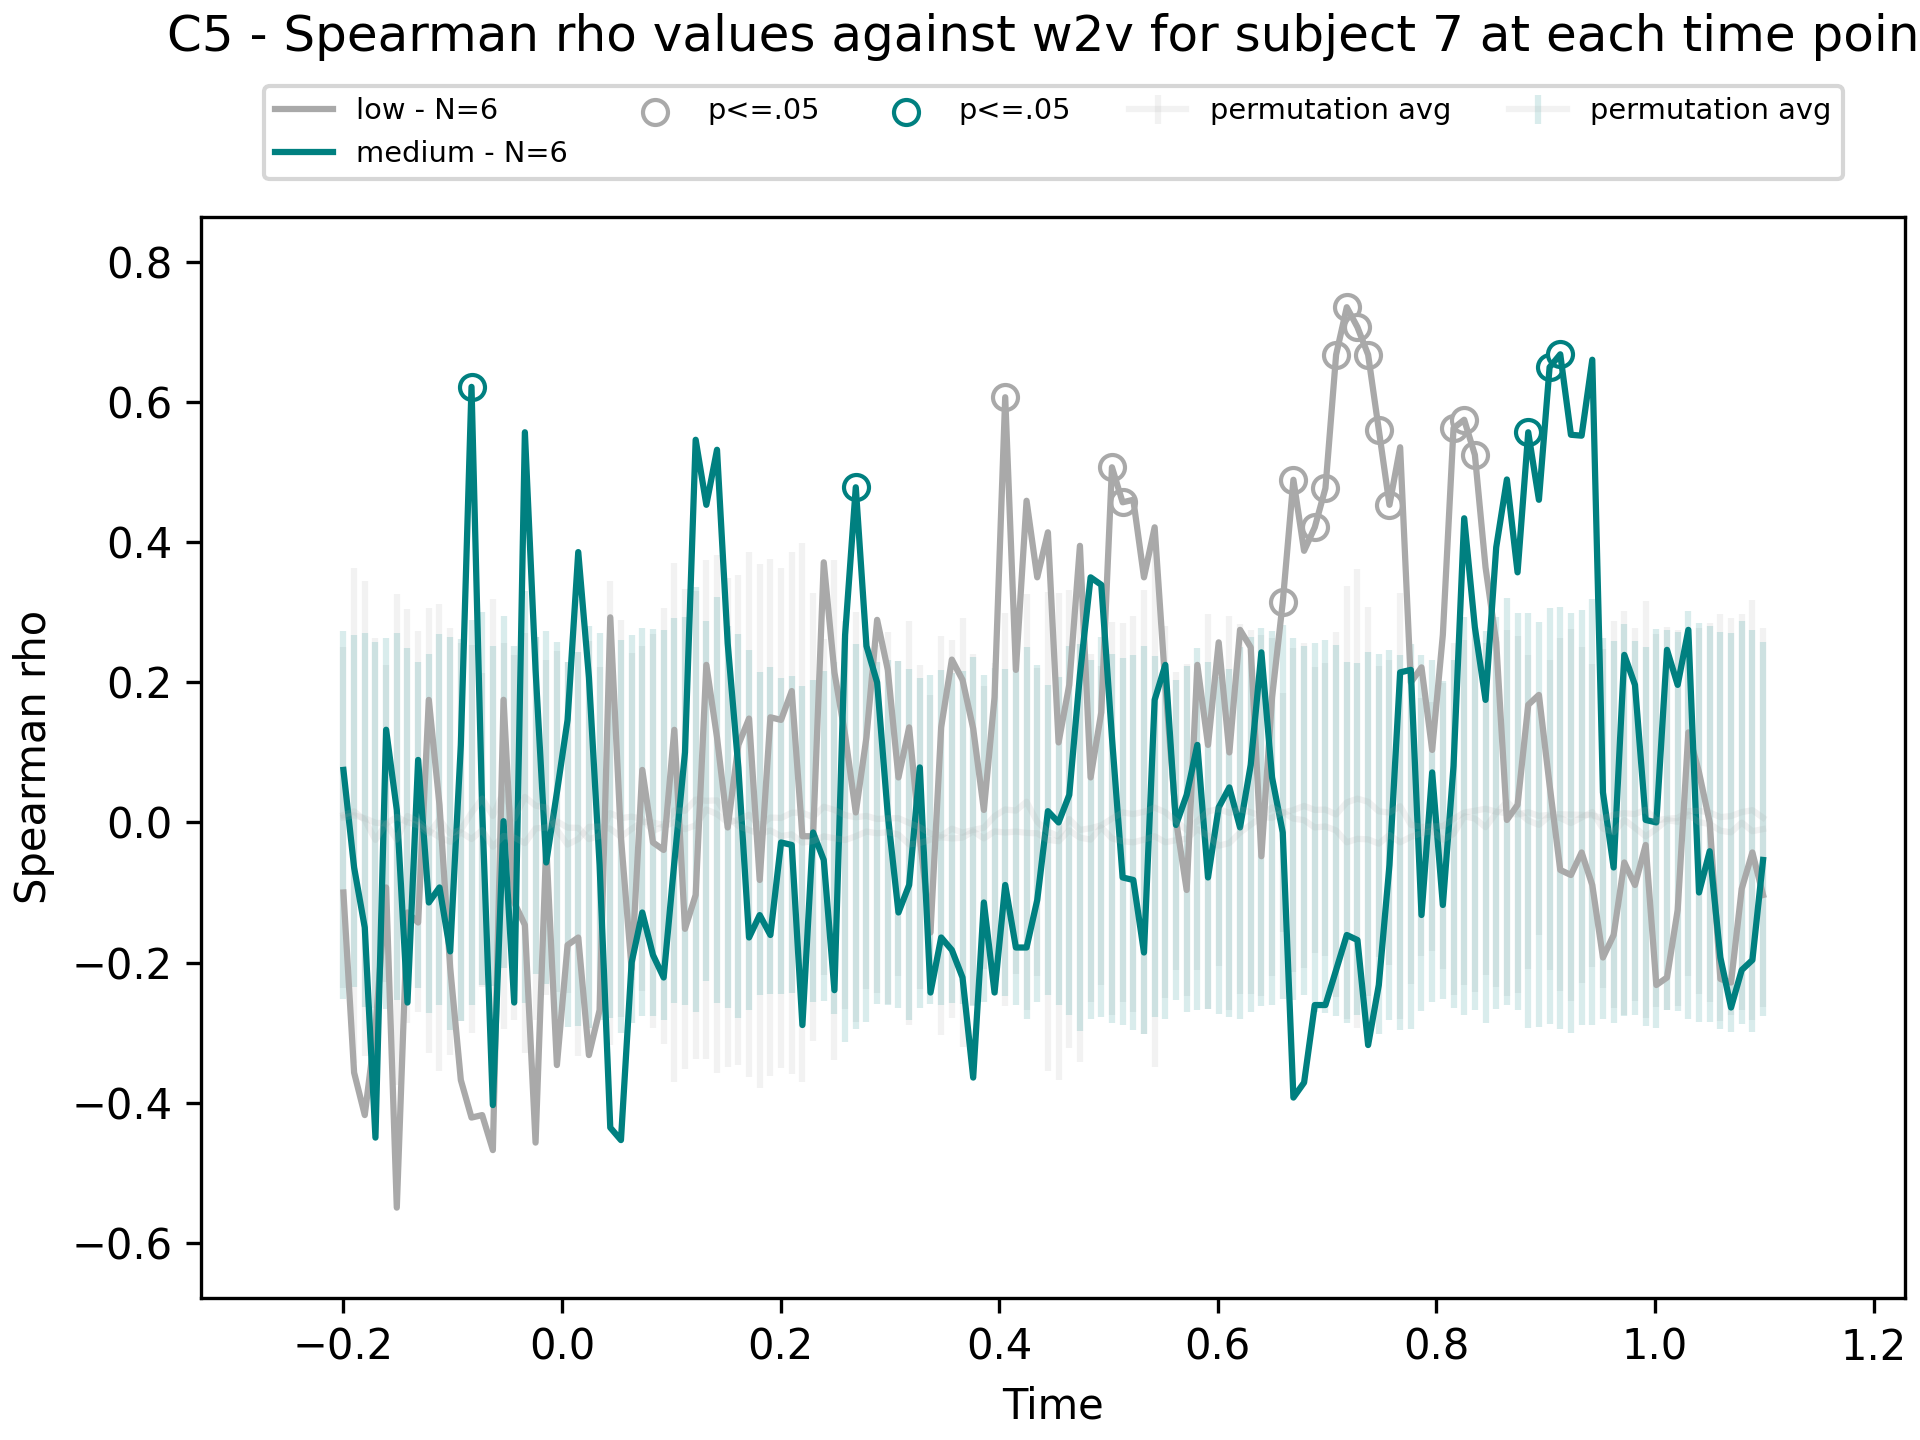 C5 - Spearman rho values against w2v for subject 7 at each time poin
low - N=6
medium - N=6
p<=.05
p<=.05
permutation avg
permutation avg
Spearman rho
0.8
0.6
0.4
0.2
0.0
−0.2
−0.4
−0.6
−0.2 0.0 0.2 0.4 0.6 0.8 1.0 1.2
Time